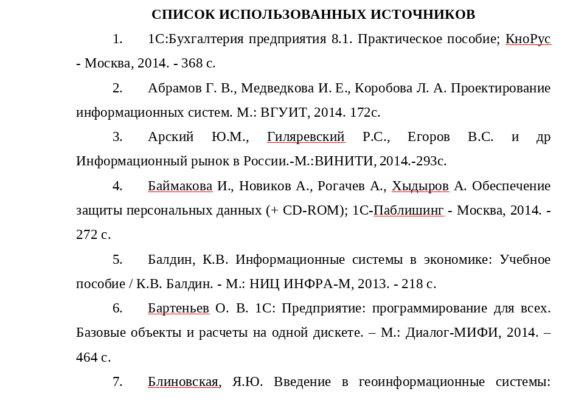 СПИСОК ИСПОЛЬЗОВАННЫХ ИСТОЧНИКОВ
1. 1С:Бухгалтерия предприятия 8.1. Практическое пособие; КноРус
- Москва, 2014. - 368 c.
2. Абрамов Г. В., Медведкова И. Е., Коробова Л. А. Проектирование
информационных систем. М.: ВГУИТ, 2014. 172с.
3. Арский Ю.М., Гиляревский Р.С., Егоров В.С. и др
Информационный рынок в России.-М.:ВИНИТИ, 2014.-293с.
4. Баймакова И., Новиков А., Рогачев А., Хыдыров А. Обеспечение
защиты персональных данных (+ CD-ROM); 1С-Паблишинг - Москва, 2014. -
272 c.
5. Балдин, К.В. Информационные системы в экономике: Учебное
пособие / К.В. Балдин. - М.: НИЦ ИНФРА-М, 2013. - 218 c.
6. Бартеньев О. В. 1С: Предприятие: программирование для всех.
Базовые объекты и расчеты на одной дискете. – М.: Диалог-МИФИ, 2014. –
464 с.
7. Блиновская, Я.Ю. Введение в геоинформационные системы: